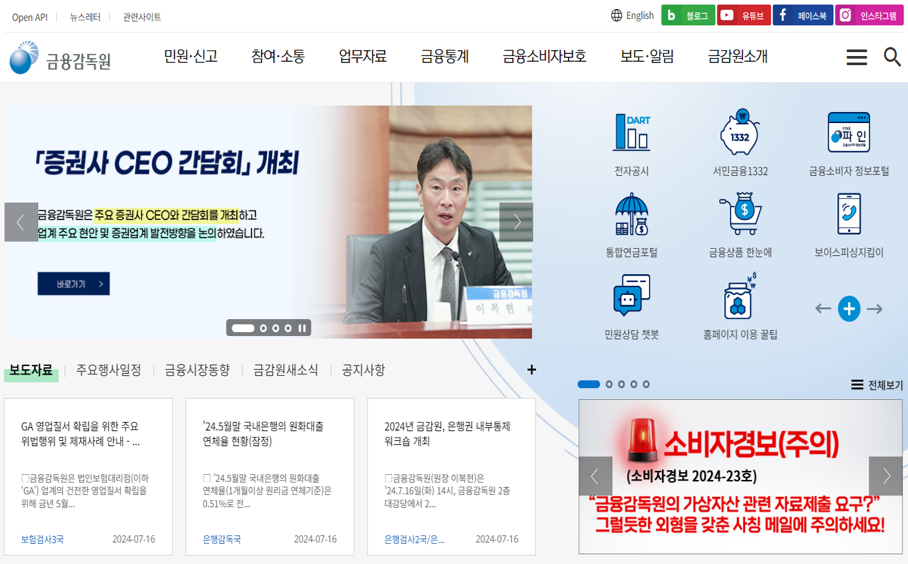 Open API
뉴스레터
관련사이트
English
블로그
유튜브
페이스북
인스타그램
금융감독원
민원·신고
참여·소통
업무자료
금융통계
금융소비자보호
보도·알림
금감원소개
「증권사 CEO 간담회」 개최
금융감독원은 주요 증권사 CEO와 간담회를 개최하고
업계 주요 현안 및 증권업계 발전방향을 논의하였습니다.
바로가기
금융감독원
이 복 현
DART
전자공시
1332
서민금융1332
FINE
파인
금융소비자 정보포털
통합연금포털
금융상품 한눈에
보이스피싱지킴이
민원상담 챗봇
홈페이지 이용 꿀팁
보도자료
주요행사일정
금융시장동향
금감원새소식
공지사항
전체보기
GA 영업질서 확립을 위한 주요
위법행위 및 제재사례 안내 - ...
□금융감독원은 법인보험대리점(이하
‘GA’) 업계의 건전한 영업질서 확립을
위해 금년 5월...
보험검사3국
2024-07-16
’24.5월말 국내은행의 원화대출
연체율 현황(잠정)
□ ’24.5월말 국내은행의 원화대출
연체율(1개월이상 원리금 연체기준)은
0.51%로 전...
은행감독국
2024-07-16
2024년 금감원, 은행권 내부통제
워크숍 개최
□금융감독원(원장 이복현)은
’24.7.16일(화) 14시, 금융감독원 2층
대강당에서 2...
은행검사2국/은...
2024-07-16
소비자경보(주의)
(소비자경보 2024-23호)
“금융감독원의 가상자산 관련 자료제출 요구?”
그럴듯한 외형을 갖춘 사칭 메일에 주의하세요!